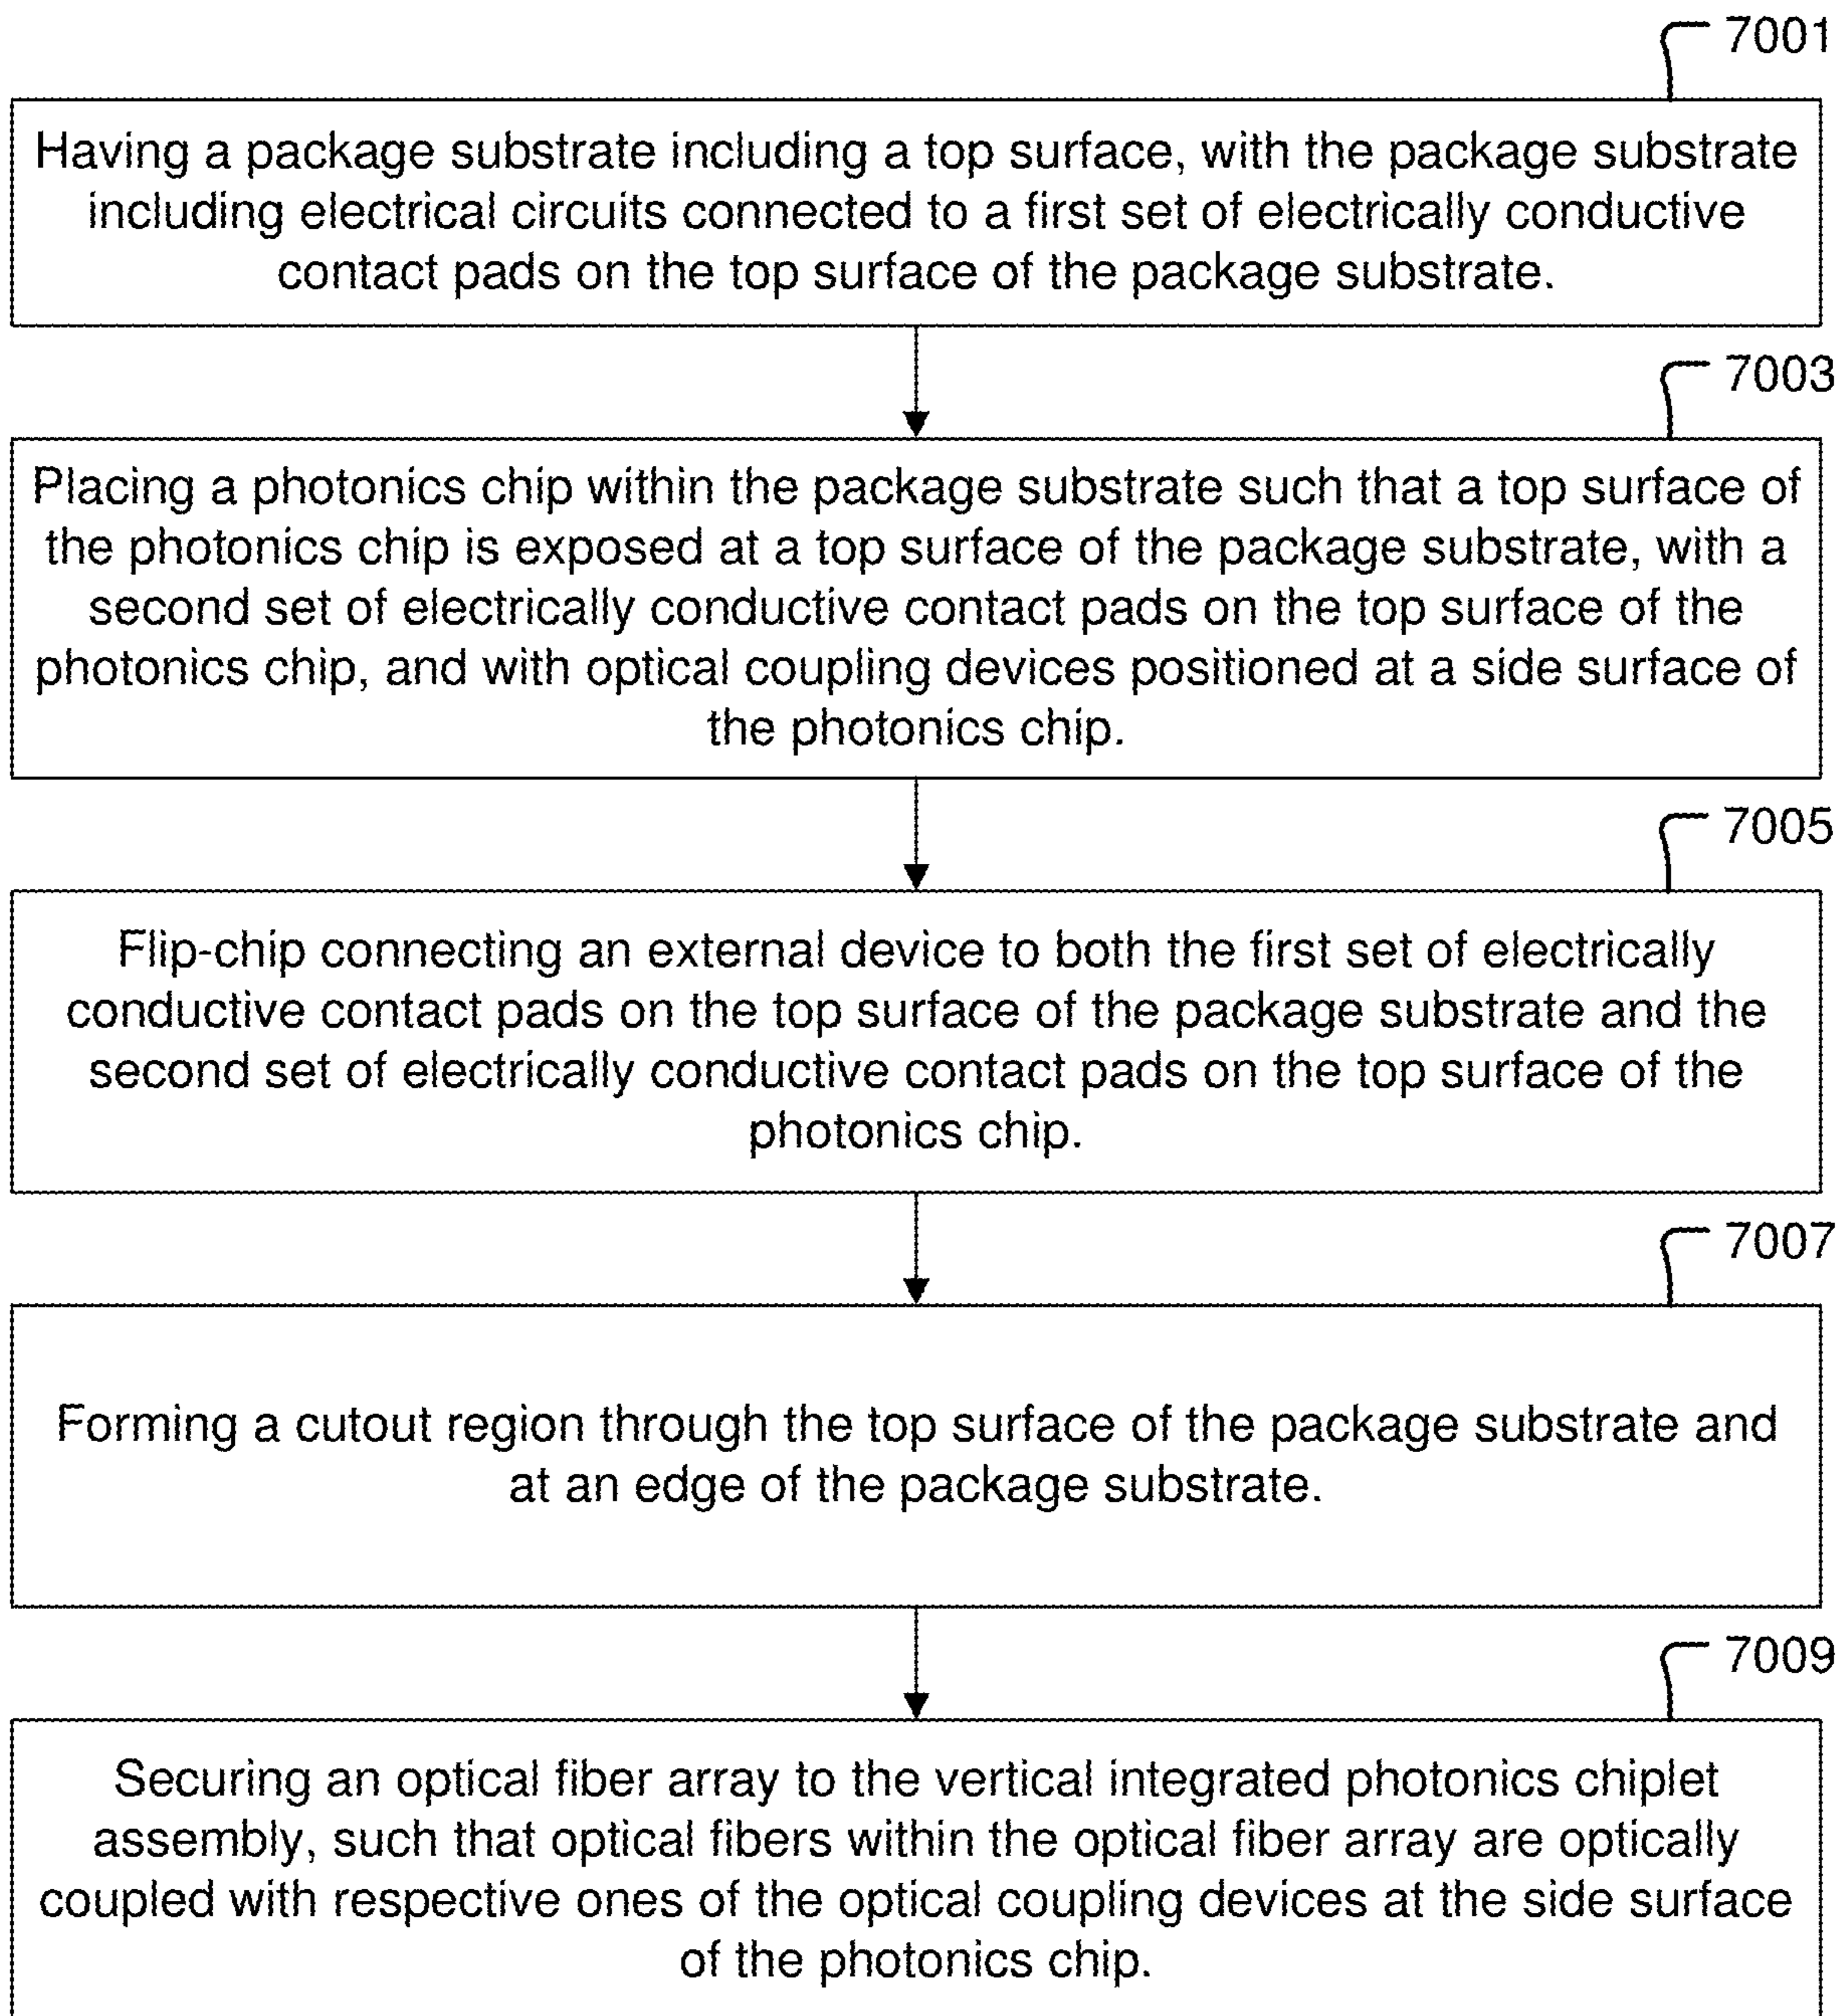 7001
Having a package substrate including a top surface, with the package substrate
including electrical circuits connected to a first set of electrically conductive
contact pads on the top surface of the package substrate.
7003
Placing a photonics chip within the package substrate such that a top surface of
the photonics chip is exposed at a top surface of the package substrate, with a
second set of electrically conductive contact pads on the top surface of the
photonics chip, and with optical coupling devices positioned at a side surface of
the photonics chip.
7005
Flip-chip connecting an external device to both the first set of electrically
conductive contact pads on the top surface of the package substrate and the
second set of electrically conductive contact pads on the top surface of the
photonics chip.
7007
Forming a cutout region through the top surface of the package substrate and
at an edge of the package substrate.
7009
Securing an optical fiber array to the vertical integrated photonics chiplet
assembly, such that optical fibers within the optical fiber array are optically
coupled with respective ones of the optical coupling devices at the side surface
of the photonics chip.